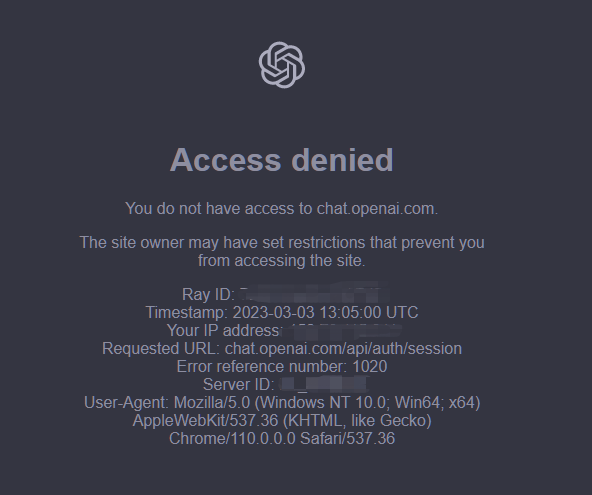 Access denied
You do not have access to chat.openai.com.
The site owner may have set restrictions that prevent you
from accessing the site.
Ray ID:
Timestamp: 2023-03-03 13:05:00 UTC
Your IP address:
Requested URL: chat.openai.com/api/auth/session
Error reference number: 1020
Server ID:
User-Agent: Mozilla/5.0 (Windows NT 10.0; Win64; x64)
AppleWebKit/537.36 (KHTML, like Gecko)
Chrome/110.0.0.0 Safari/537.36